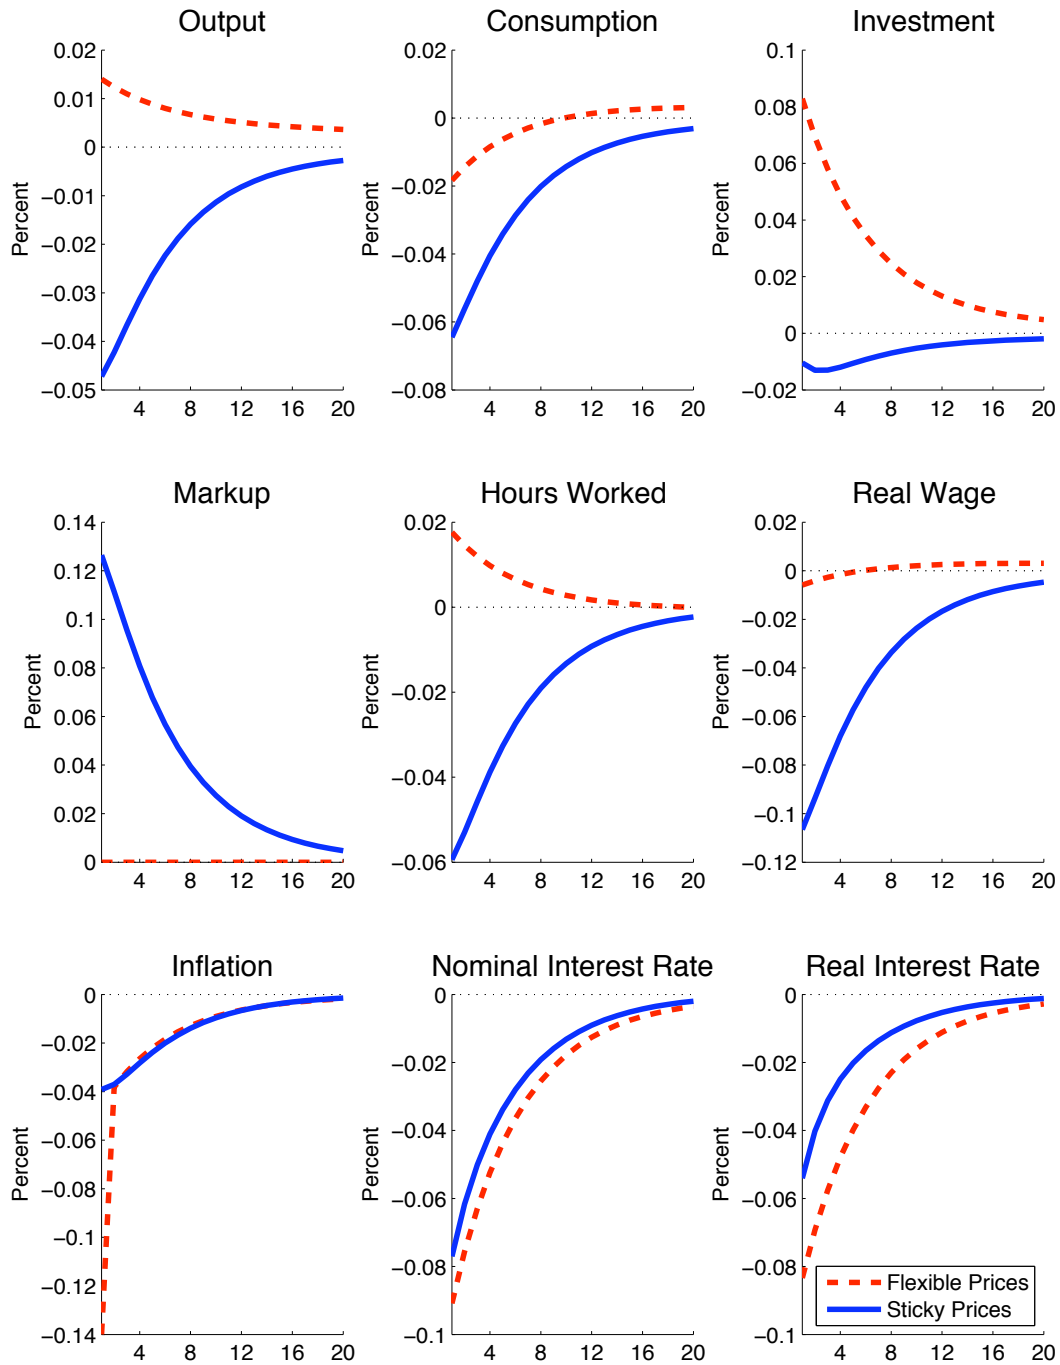 Output
Consumption
Investment
0.02
0.01
0
−0.01
−0.02
−0.03
−0.04
−0.05
Percent
4 8 12 16 20
0.02
0
−0.02
−0.04
−0.06
−0.08
Percent
4 8 12 16 20
0.1
0.08
0.06
0.04
0.02
0
−0.02
Percent
4 8 12 16 20
Markup
Hours Worked
Real Wage
0.14
0.12
0.1
0.08
0.06
0.04
0.02
0
Percent
4 8 12 16 20
0.02
0
−0.02
−0.04
−0.06
Percent
4 8 12 16 20
0.02
0
−0.02
−0.04
−0.06
−0.08
−0.1
−0.12
Percent
4 8 12 16 20
Inflation
Nominal Interest Rate
Real Interest Rate
0
−0.02
−0.04
−0.06
−0.08
−0.1
−0.12
−0.14
Percent
4 8 12 16 20
0
−0.02
−0.04
−0.06
−0.08
−0.1
Percent
4 8 12 16 20
0
−0.02
−0.04
−0.06
−0.08
−0.1
Percent
4 8 12 16 20
Flexible Prices
Sticky Prices